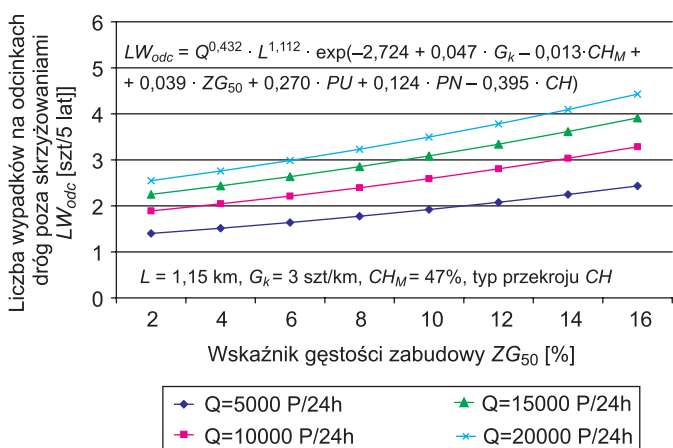 LW_odc = Q^0,432 · L^1,112 · exp(–2,724 + 0,047 · G_k – 0,013·CH_M +
+ 0,039 · ZG_50 + 0,270 · PU + 0,124 · PN – 0,395 · CH)
Liczba wypadków na odcinkach
dróg poza skrzyżowaniami
LW_odc [szt/5 lat]]
6
5
4
3
2
1
0
L = 1,15 km, G_k = 3 szt/km, CH_M = 47%, typ przekroju CH
2 4 6 8 10 12 14 16
Wskaźnik gęstości zabudowy ZG_50 [%]
Q=5000 P/24h
Q=15000 P/24h
Q=10000 P/24h
Q=20000 P/24h